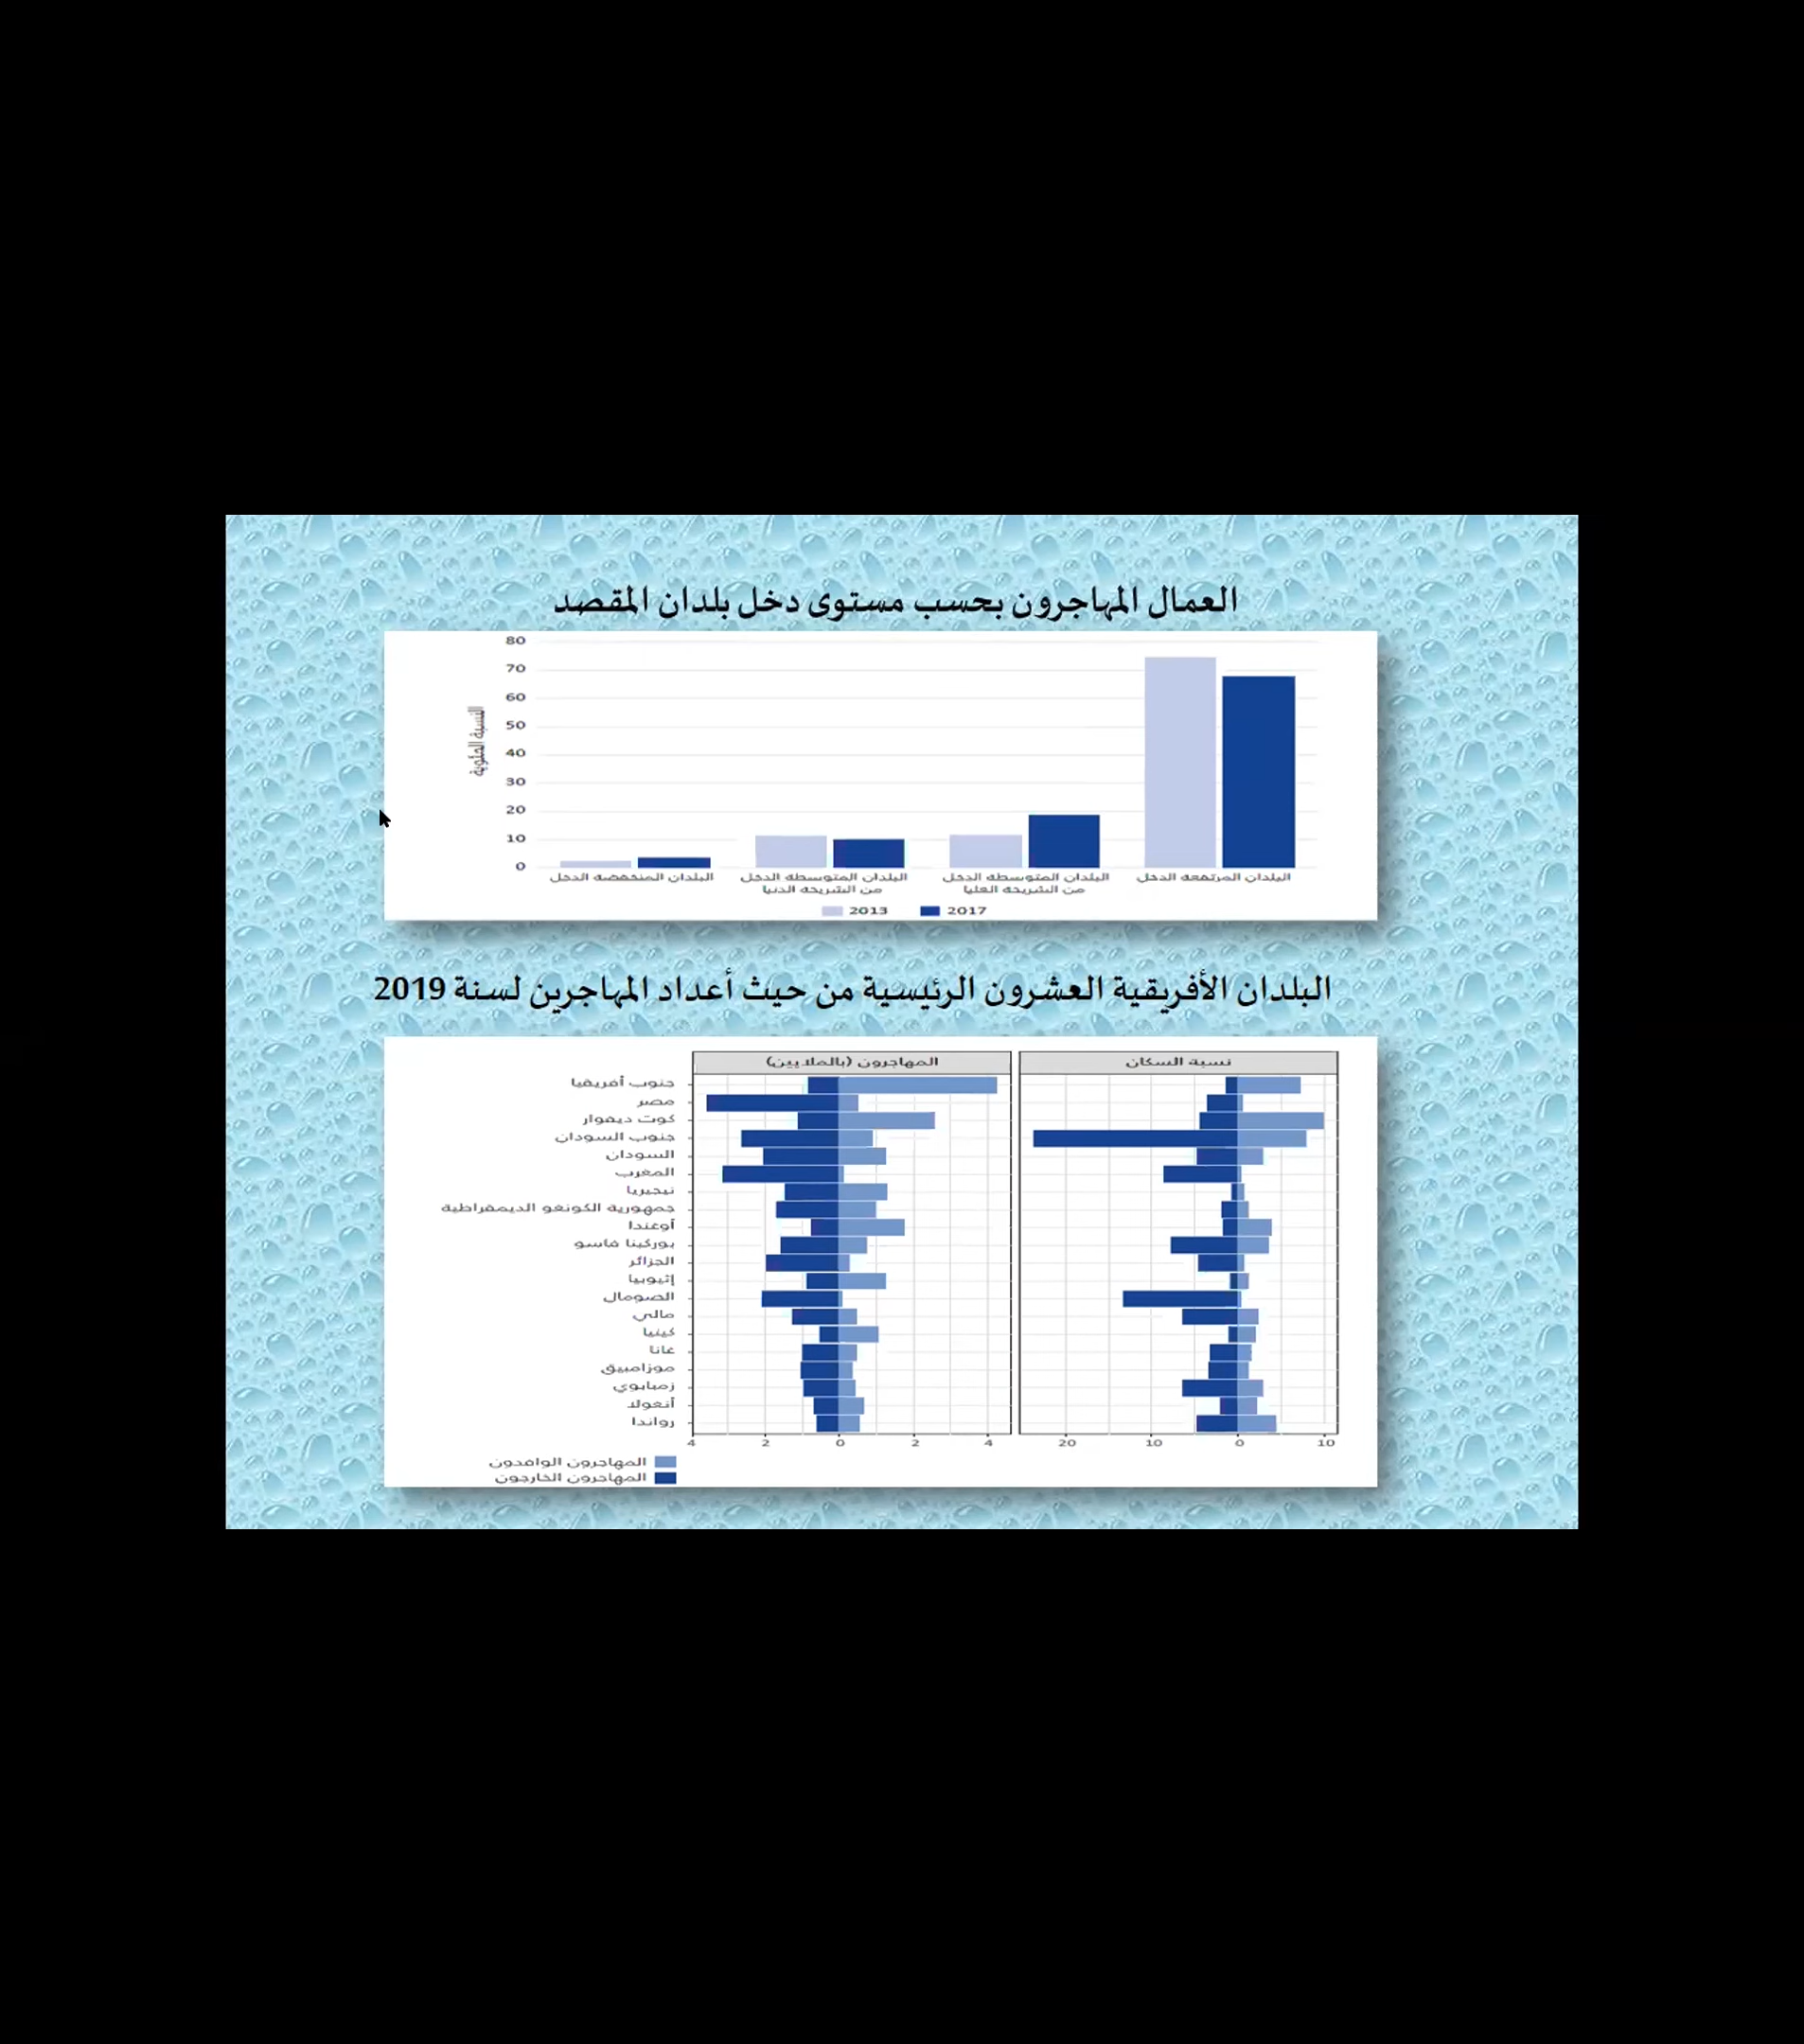 العمال المهاجرون بحسب مستوى دخل بلدان المقصد
80
70
60
50
40
30
20
10
0
النسبة المئوية
البلدان المنخفضة الدخل
البلدان المتوسطة الدخل
من الشريحة الدنيا
البلدان المتوسطة الدخل
من الشريحة العليا
البلدان المرتفعة الدخل
2013 2017
البلدان الأفريقية العشرون الرئيسية من حيث أعداد المهاجرين لسنة 2019
المهاجرون (بالملايين)
نسبة السكان
جنوب أفريقيا
مصر
كوت ديفوار
جنوب السودان
السودان
المغرب
نيجيريا
جمهورية الكونغو الديمقراطية
أوغندا
بوركينا فاسو
الجزائر
إثيوبيا
الصومال
مالي
كينيا
غانا
موزامبيق
زمبابوي
أنغولا
رواندا
4 2 0 2 4
20 10 0 10
المهاجرون الوافدون
المهاجرون الخارجون